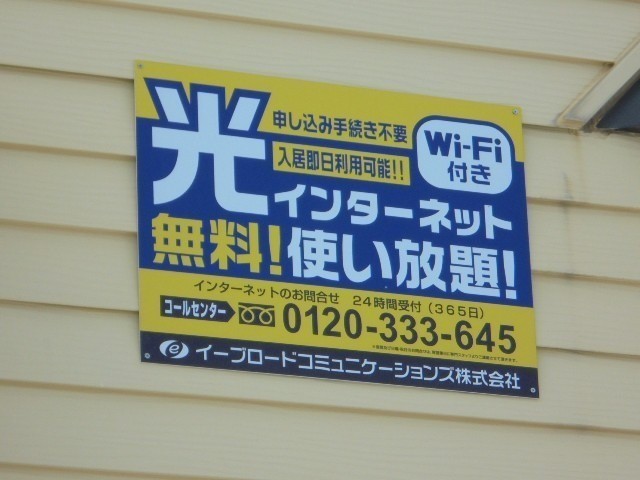 申し込み手続き不要
入居即日利用可能!!
Wi-Fi
付き
光インターネット
無料!使い放題!
インターネットのお問合せ 24時間受付(365日)
コールセンター 0120-333-645
e イーブロードコミュニケーションズ株式会社